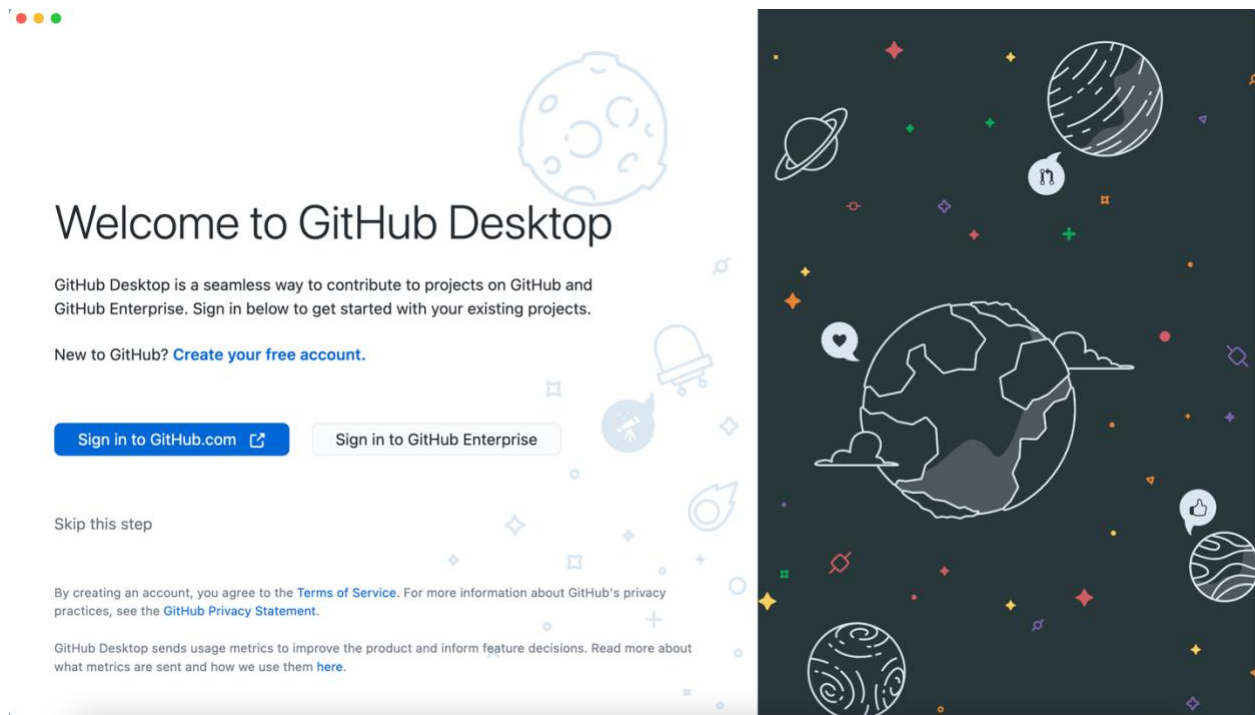 Welcome to GitHub Desktop
GitHub Desktop is a seamless way to contribute to projects on GitHub and
GitHub Enterprise. Sign in below to get started with your existing projects.
New to GitHub? Create your free account.
Sign in to GitHub.com
Sign in to GitHub Enterprise
Skip this step
By creating an account, you agree to the Terms of Service. For more information about GitHub's privacy
practices, see the GitHub Privacy Statement.
GitHub Desktop sends usage metrics to improve the product and inform feature decisions. Read more about
what metrics are sent and how we use them here.